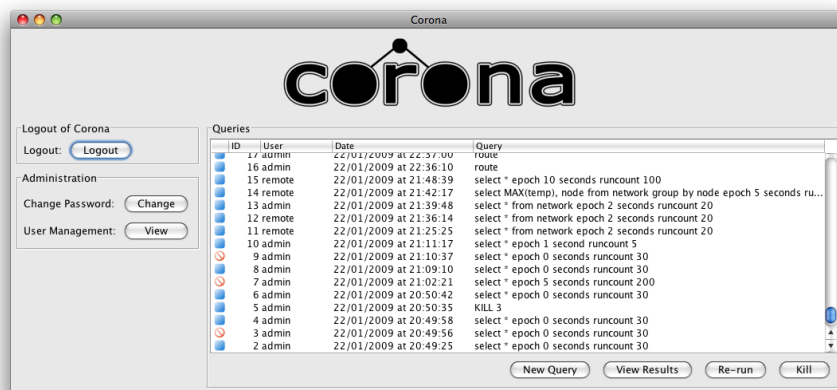 Corona
corona
Logout of Corona
Logout: Logout
Administration
Change Password: Change
User Management: View
Queries
ID User Date Query
17 admin 22/01/2009 at 22:37:00 route
16 admin 22/01/2009 at 22:36:10 route
15 remote 22/01/2009 at 21:48:39 select * epoch 10 seconds runcount 100
14 remote 22/01/2009 at 21:42:17 select MAX(temp), node from network group by node epoch 5 seconds ru...
13 admin 22/01/2009 at 21:39:48 select * from network epoch 2 seconds runcount 20
12 remote 22/01/2009 at 21:36:14 select * from network epoch 2 seconds runcount 20
11 remote 22/01/2009 at 21:25:25 select * from network epoch 2 seconds runcount 20
10 admin 22/01/2009 at 21:11:17 select * epoch 1 second runcount 5
9 admin 22/01/2009 at 21:10:37 select * epoch 0 seconds runcount 30
8 admin 22/01/2009 at 21:09:10 select * epoch 0 seconds runcount 30
7 admin 22/01/2009 at 21:02:21 select * epoch 5 seconds runcount 200
6 admin 22/01/2009 at 20:50:42 select * epoch 0 seconds runcount 30
5 admin 22/01/2009 at 20:50:35 KILL 3
4 admin 22/01/2009 at 20:49:58 select * epoch 0 seconds runcount 30
3 admin 22/01/2009 at 20:49:56 select * epoch 0 seconds runcount 30
2 admin 22/01/2009 at 20:49:25 select * epoch 0 seconds runcount 30
New Query View Results Re-run Kill